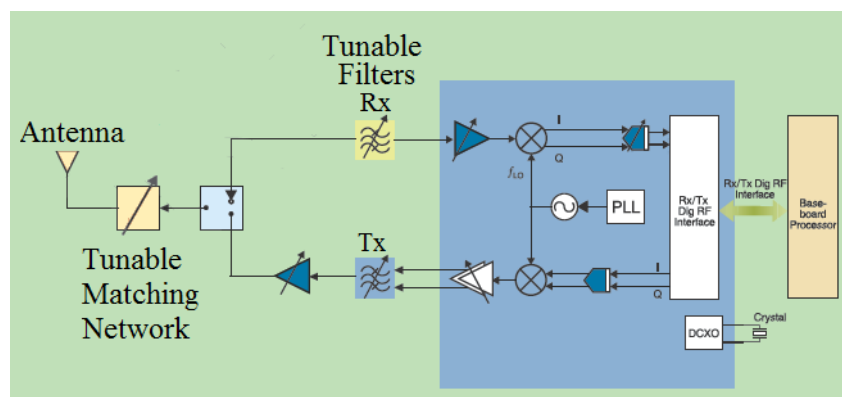 Tunable
Filters
Rx
Antenna
I
Q
fLO
PLL
Rx/Tx
Dig RF
Interface
Rx/Tx Dig RF
Interface
Base-
board
Processor
Tx
I
Q
Tunable
Matching
Network
DCXO
Crystal